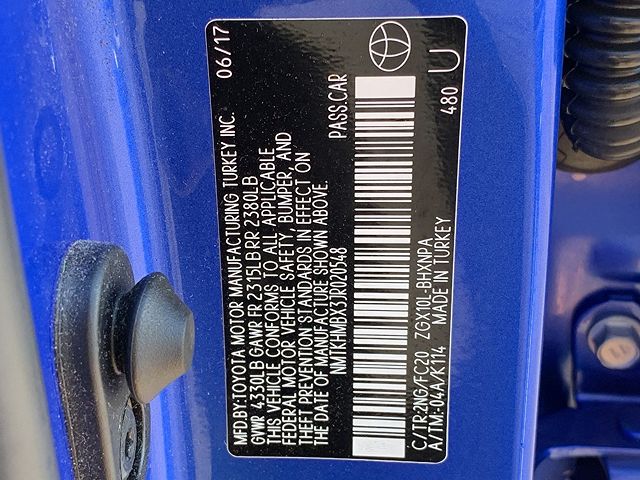 MFD.BY:TOYOTA MOTOR MANUFACTURING TURKEY INC. 06/17
GVWR 4330LB GAWR FR 2315LB RR 2380LB
THIS VEHICLE CONFORMS TO ALL APPLICABLE
FEDERAL MOTOR VEHICLE SAFETY, BUMPER, AND
THEFT PREVENTION STANDARDS IN EFFECT ON
THE DATE OF MANUFACTURE SHOWN ABOVE.
NMTKHMBX3JR020548 PASS.CAR
C/TR:2NG/FC20 ZGX10L-BHXNPA
A/TM:-04A/K114 MADE IN TURKEY 480
U